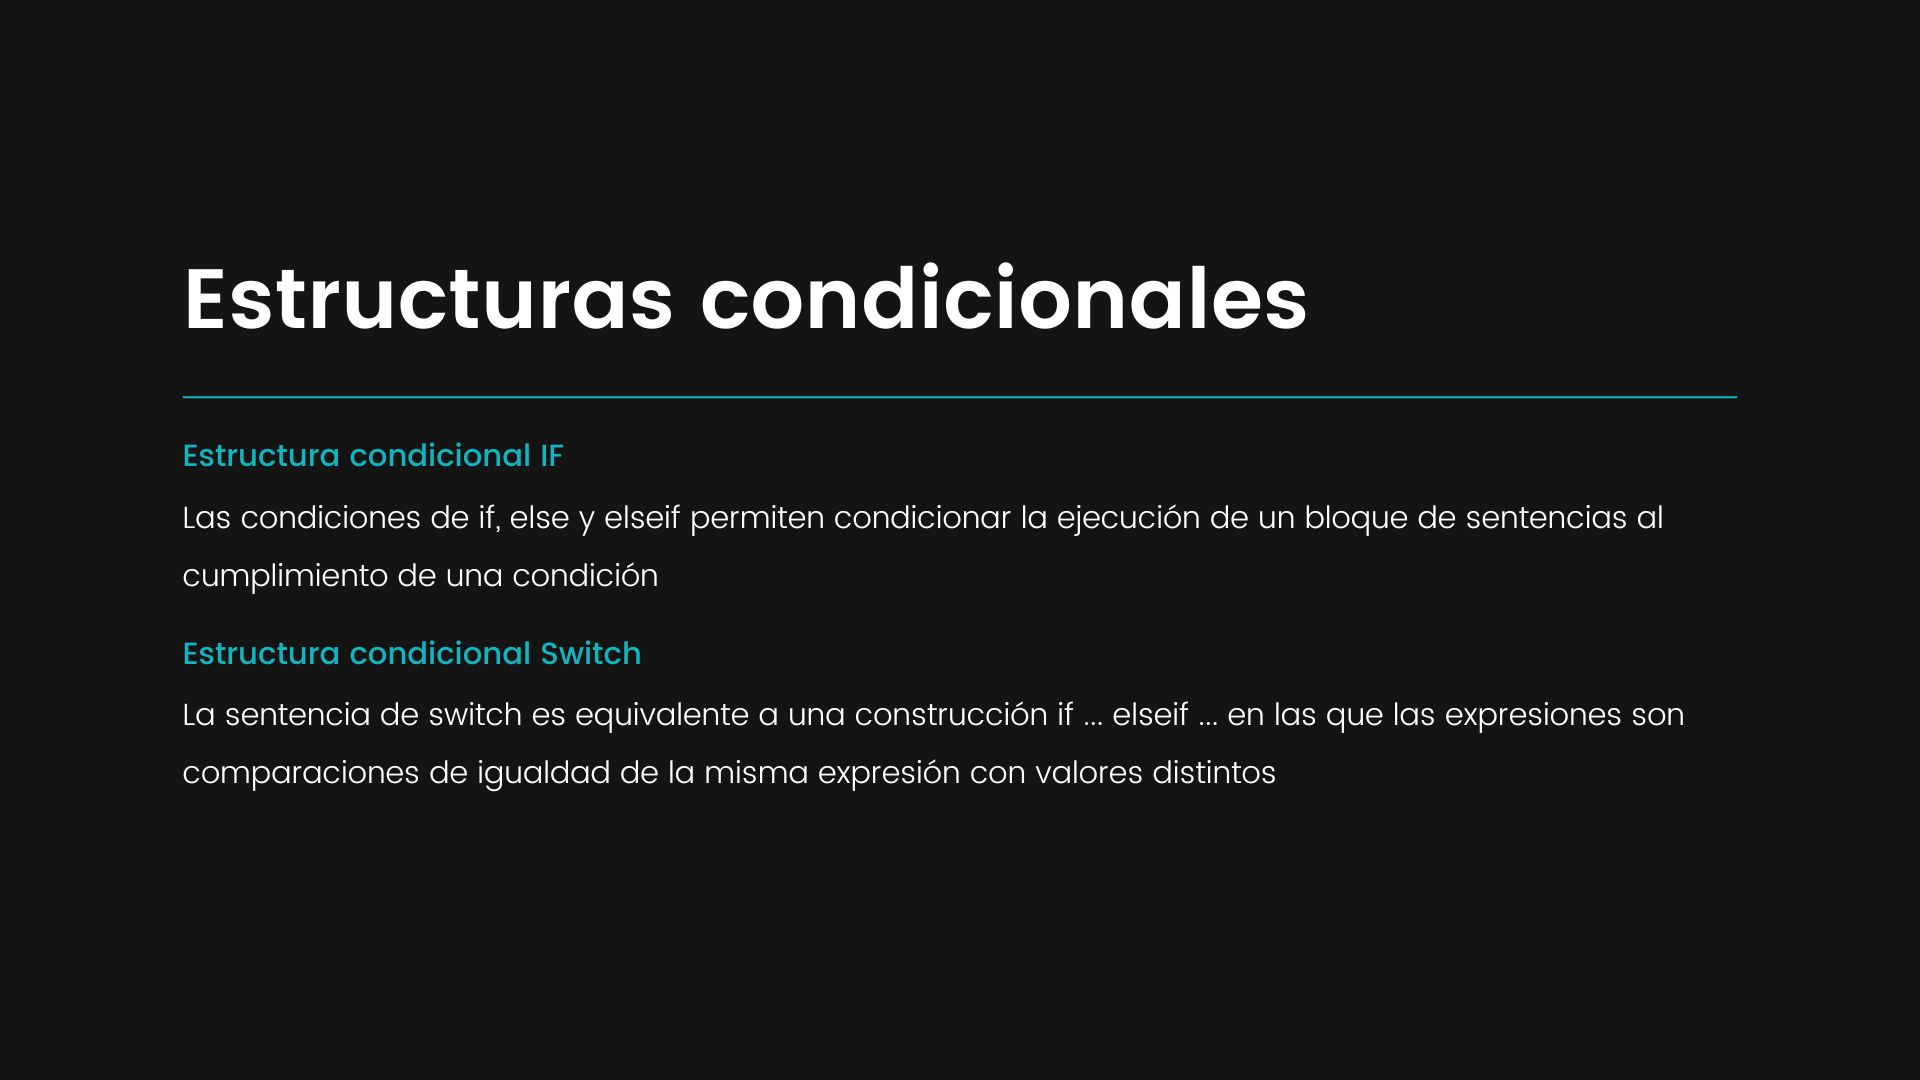 Estructuras condicionales
Estructura condicional IF
Las condiciones de if, else y elseif permiten condicionar la ejecución de un bloque de sentencias al
cumplimiento de una condición
Estructura condicional Switch
La sentencia de switch es equivalente a una construcción if ... elseif ... en las que las expresiones son
comparaciones de igualdad de la misma expresión con valores distintos